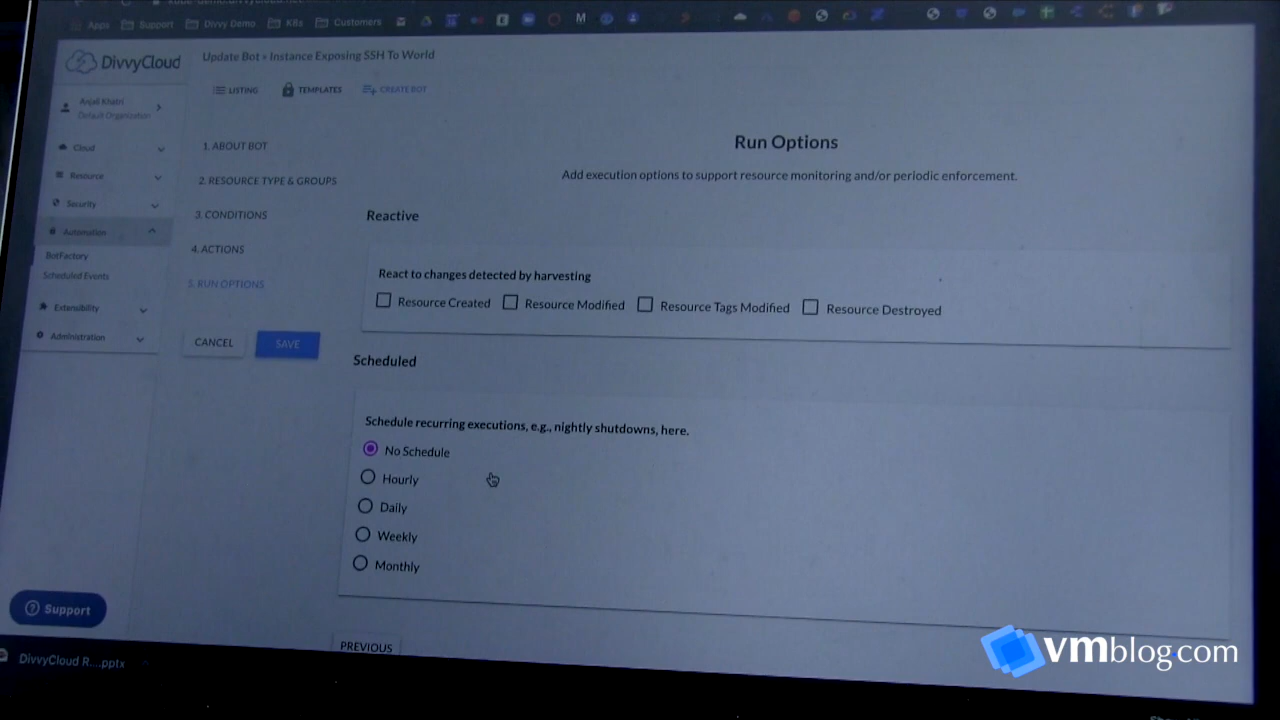 Apps Support Divvy Demo K8s Customers M
DivvyCloud
Update Bot » Instance Exposing SSH To World
LISTING TEMPLATES CREATE BOT
Anjali Khatri
Default Organization
Cloud
Resource
Security
Automation
BotFactory
Scheduled Events
Extensibility
Administration
1. ABOUT BOT
2. RESOURCE TYPE & GROUPS
3. CONDITIONS
4. ACTIONS
5. RUN OPTIONS
CANCEL SAVE
Run Options
Add execution options to support resource monitoring and/or periodic enforcement.
Reactive
React to changes detected by harvesting
Resource Created Resource Modified Resource Tags Modified Resource Destroyed
Scheduled
Schedule recurring executions, e.g., nightly shutdowns, here.
No Schedule
Hourly
Daily
Weekly
Monthly
PREVIOUS
Support
DivvyCloud R....pptx
vmblog.com